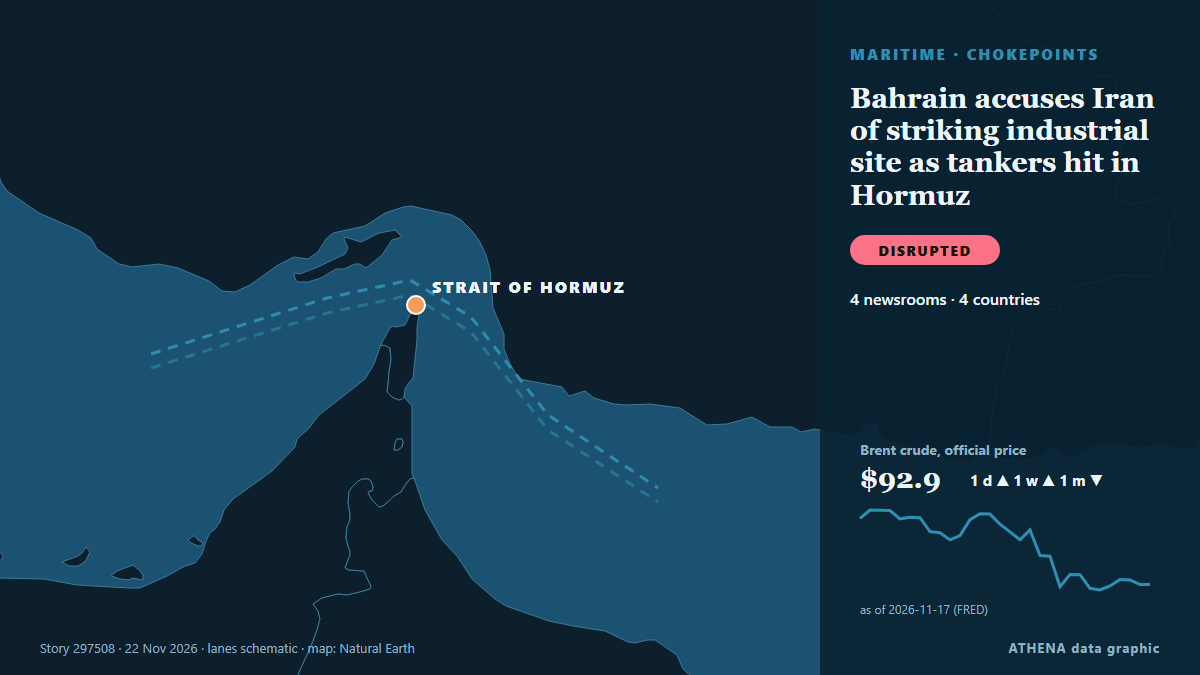 MARITIME · CHOKEPOINTS
Bahrain accuses Iran
of striking industrial
site as tankers hit in
Hormuz
DISRUPTED
4 newsrooms · 4 countries
STRAIT OF HORMUZ
Brent crude, official price
$92.9 1 d ▲ 1 w ▲ 1 m ▼
as of 2026-11-17 (FRED)
Story 297508 · 22 Nov 2026 · lanes schematic · map: Natural Earth
ATHENA data graphic